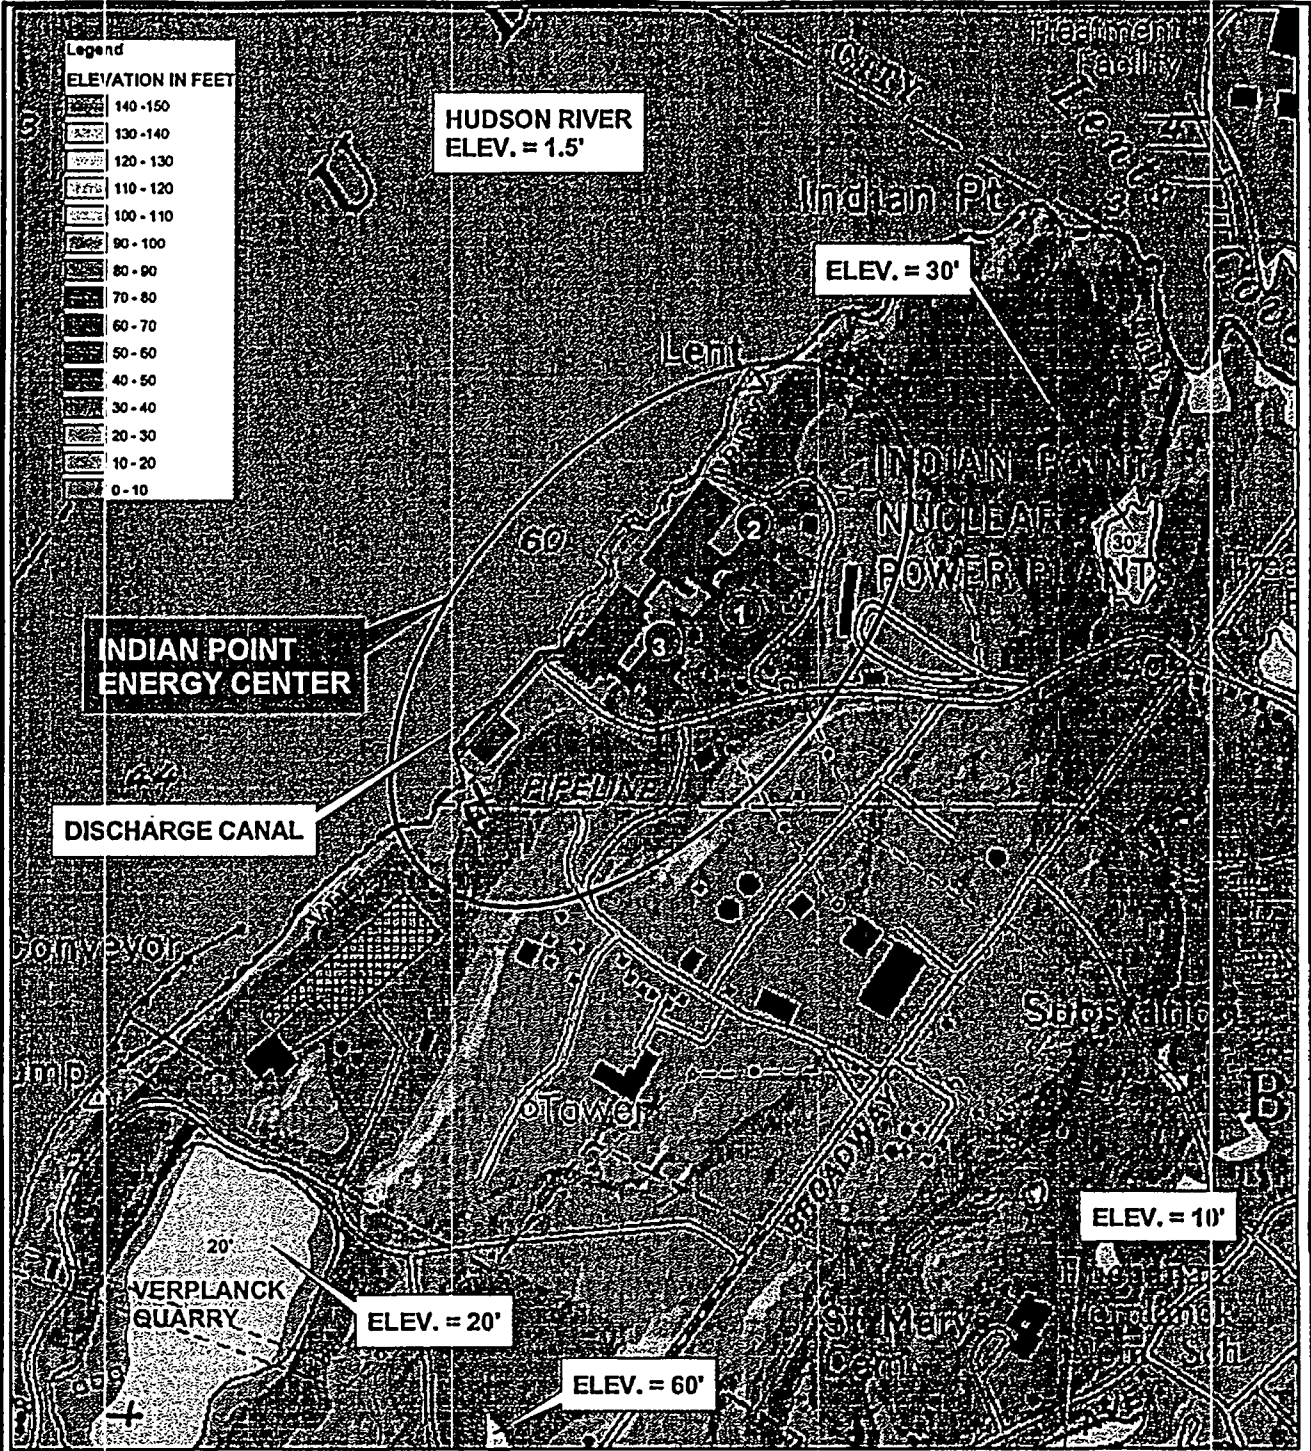 Legend
ELEVATION IN FEET
140 - 150
130 - 140
120 - 130
110 - 120
100 - 110
90 - 100
80 - 90
70 - 80
60 - 70
50 - 60
40 - 50
30 - 40
20 - 30
10 - 20
0 - 10
HUDSON RIVER
ELEV. = 1.5'
U
CITY
Facility
Indian Pt
ELEV. = 30'
Lent
INDIAN POINT
NUCLEAR
POWER PLANTS
30'
60
2
1
3
INDIAN POINT
ENERGY CENTER
PIPELINE
DISCHARGE CANAL
Conveyor
Substation
Tower
B
BROADWAY
ELEV. = 10'
20'
VERPLANCK
QUARRY
ELEV. = 20'
St Marys
Cem
Sch
ELEV. = 60'